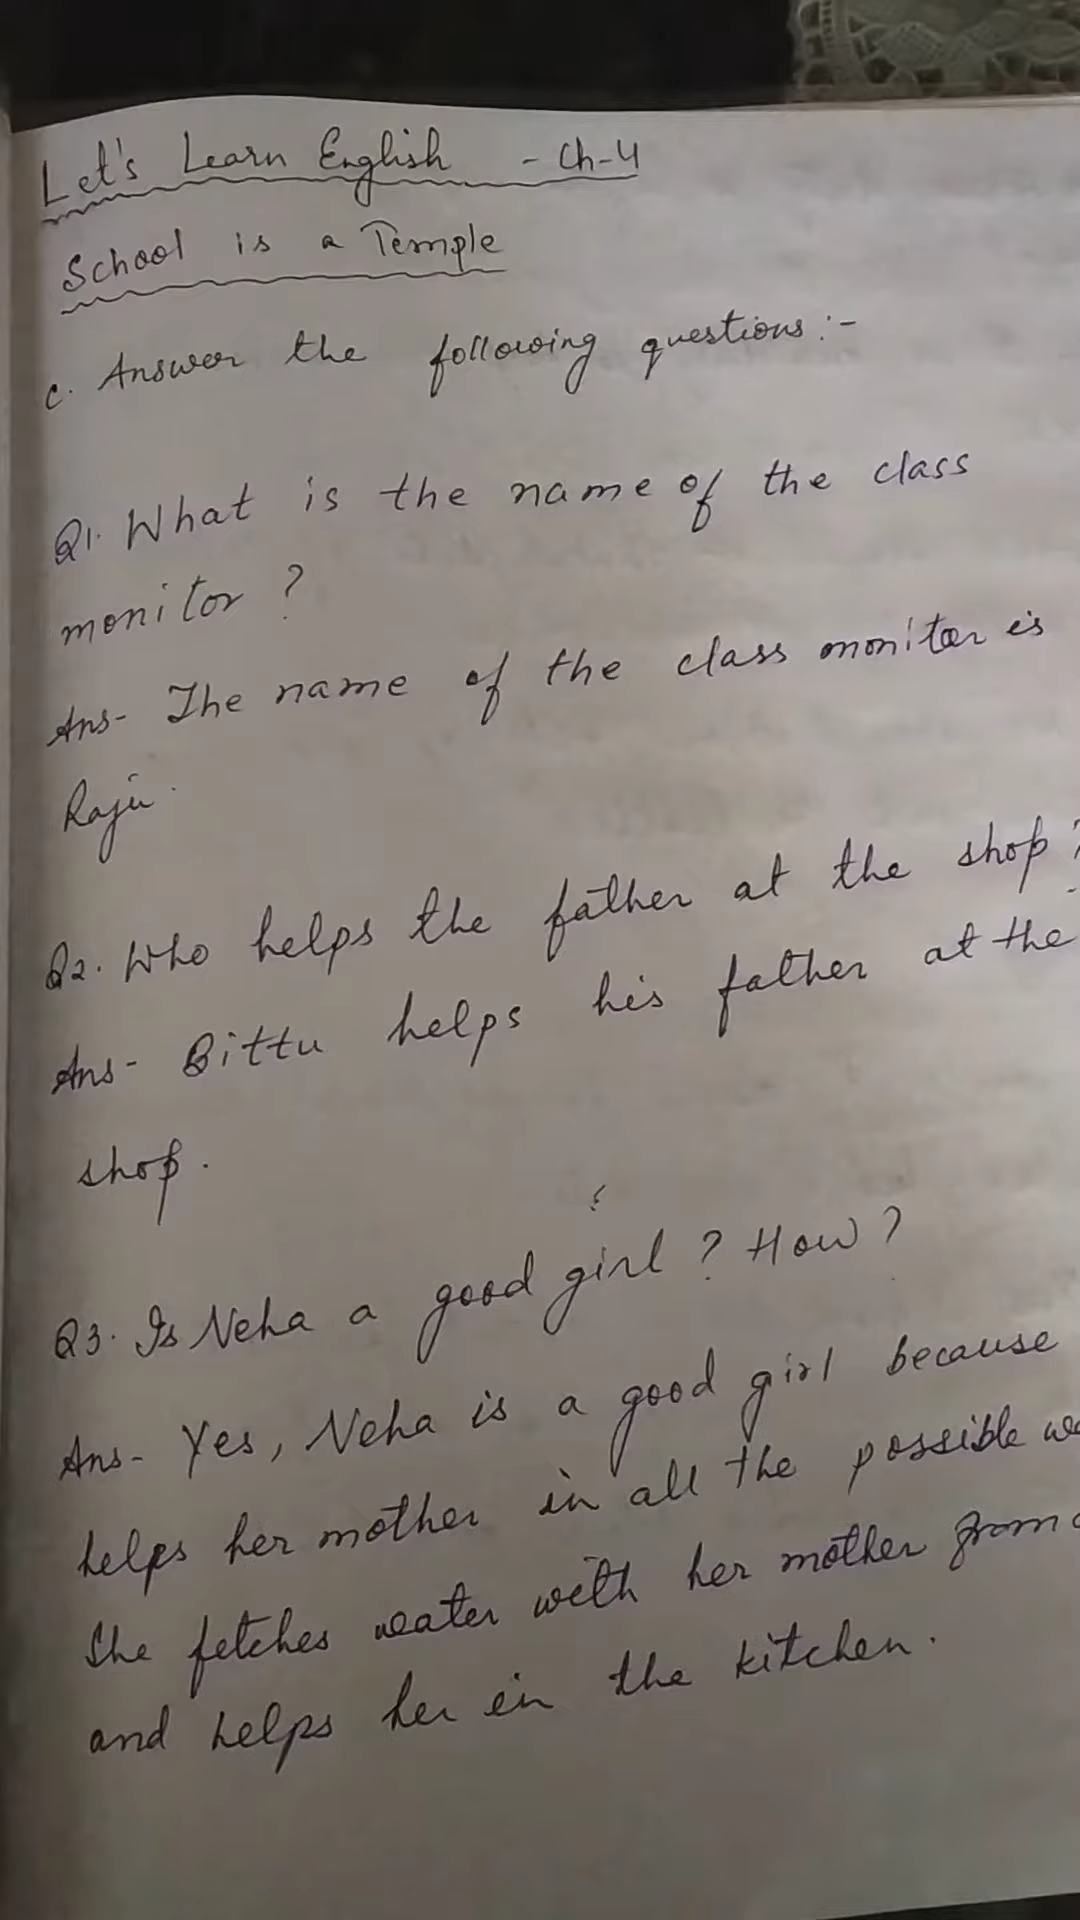 Let's Learn English - Ch-4
School is a Temple
C. Answer the following questions:-
Q1. What is the name of the class
monitor ?
Ans- The name of the class monitor is
Raju.
Q2. Who helps the father at the shop ?
Ans- Bittu helps his father at the
shop.
Q3. Is Neha a good girl ? How ?
Ans- Yes, Neha is a good girl because
helps her mother in all the possible
She fetches water with her mother from
and helps her in the kitchen.